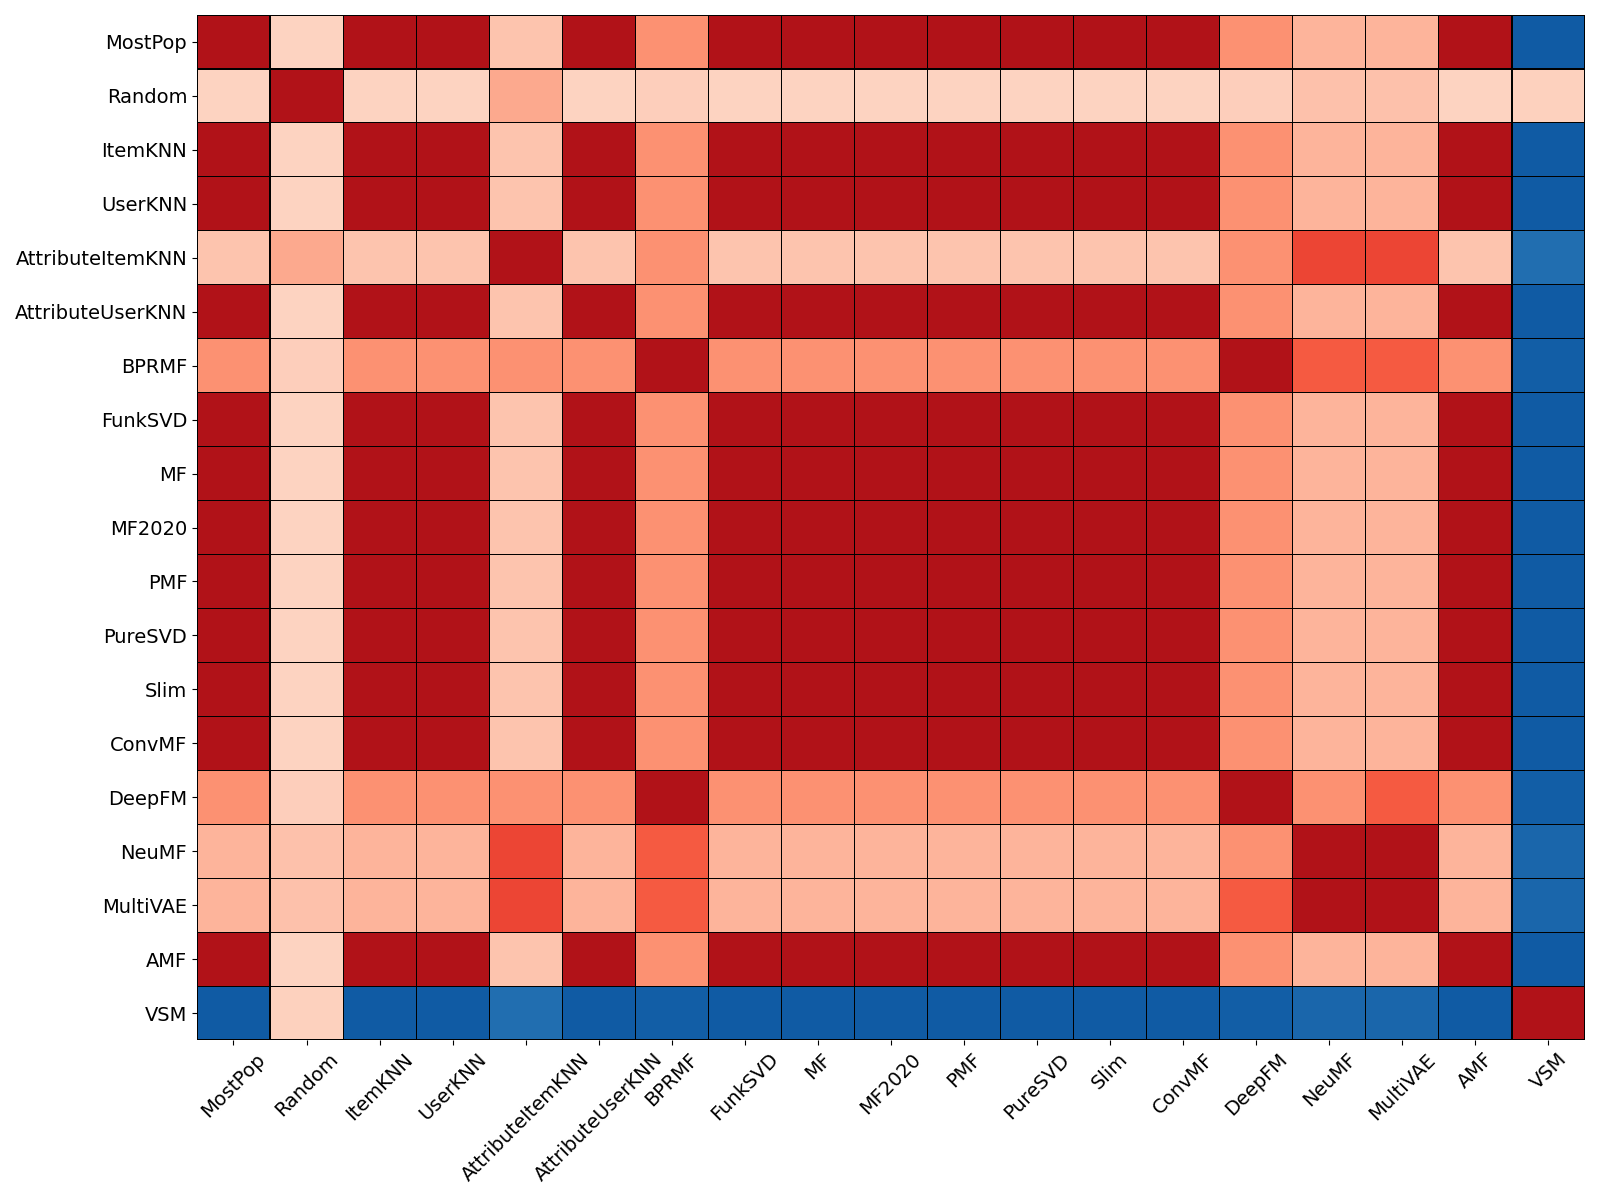 MostPop
Random
ItemKNN
UserKNN
AttributeItemKNN
AttributeUserKNN
BPRMF
FunkSVD
MF
MF2020
PMF
PureSVD
Slim
ConvMF
DeepFM
NeuMF
MultiVAE
AMF
VSM
MostPop
Random
ItemKNN
UserKNN
AttributeItemKNN
AttributeUserKNN
BPRMF
FunkSVD
MF
MF2020
PMF
PureSVD
Slim
ConvMF
DeepFM
NeuMF
MultiVAE
AMF
VSM